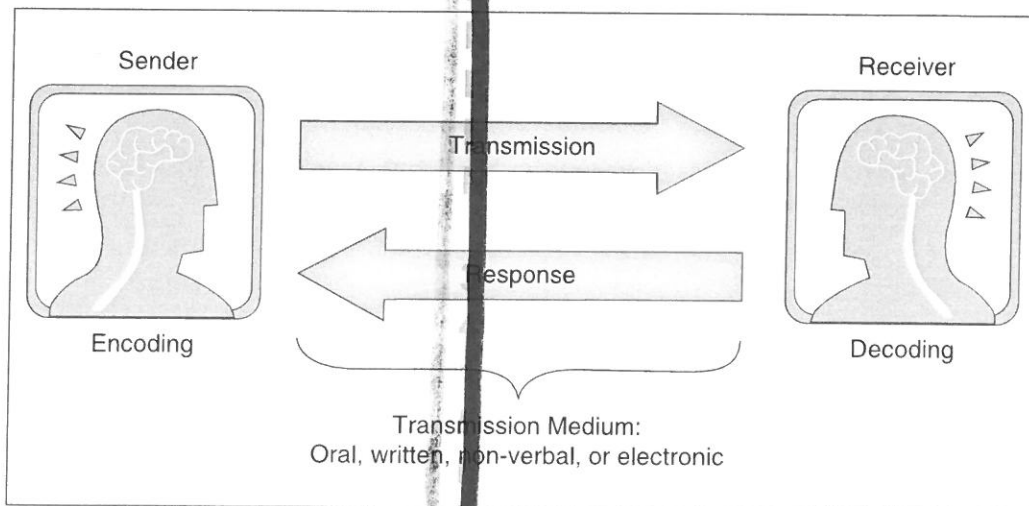 Sender
Receiver
Transmission
Response
Encoding
Decoding
Transmission Medium:
Oral, written, non-verbal, or electronic